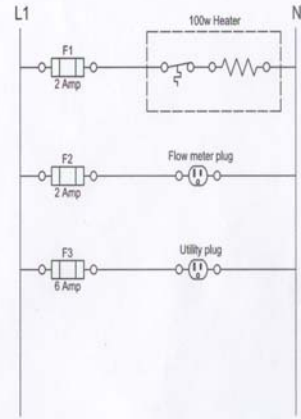 L1 N
100w Heater
F1
2 Amp
F2
Flow meter plug
2 Amp
F3
Utility plug
6 Amp